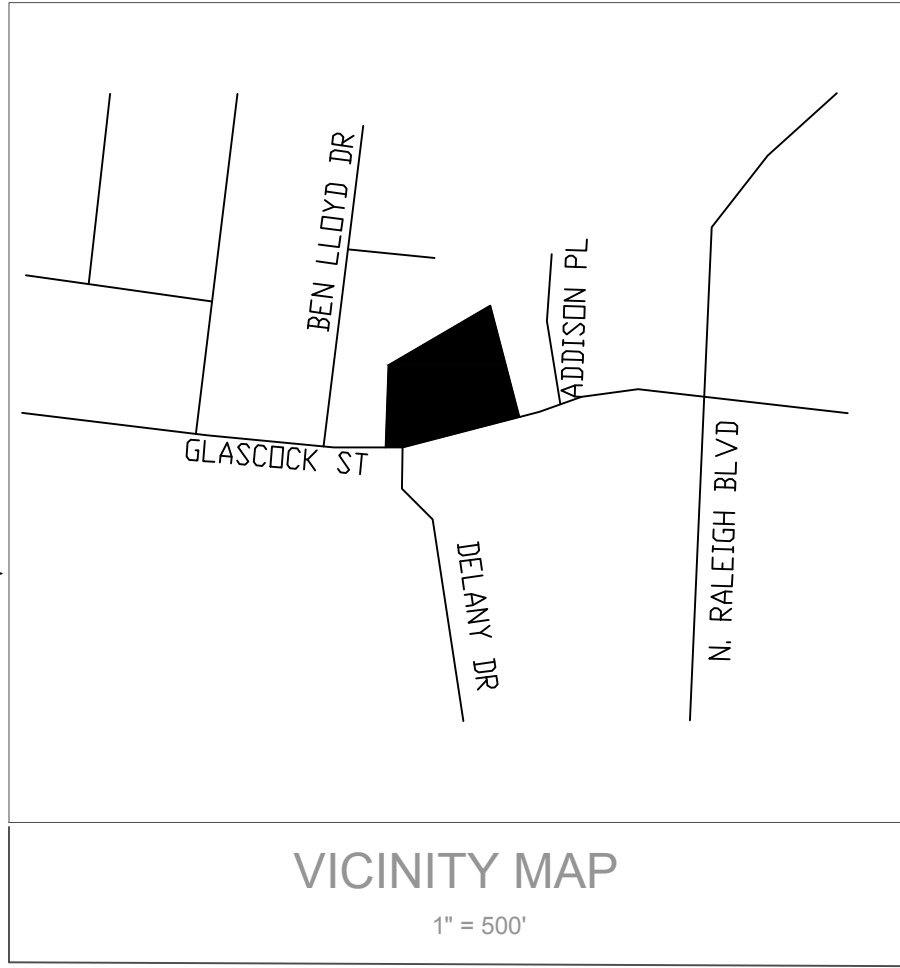 BEN LLOYD DR
ADDISON PL
GLASCOCK ST
N. RALEIGH BLVD
DELANY DR
VICINITY MAP
1" = 500'